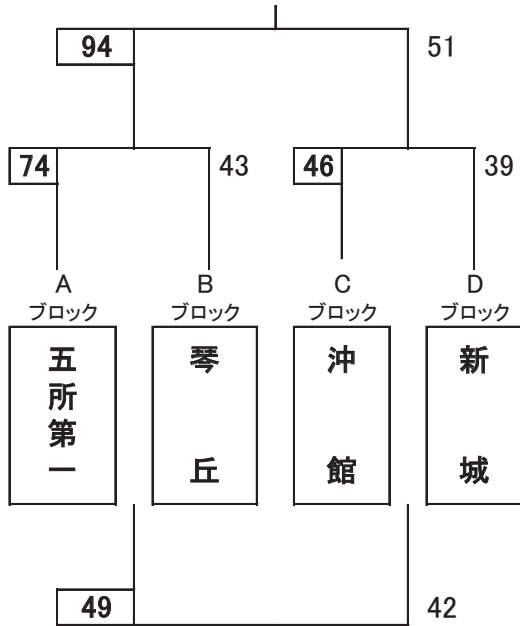 94 51
74 43 46 39
A B C D
ブロック ブロック ブロック ブロック
五所第一 琴丘 沖館 新城
49 42